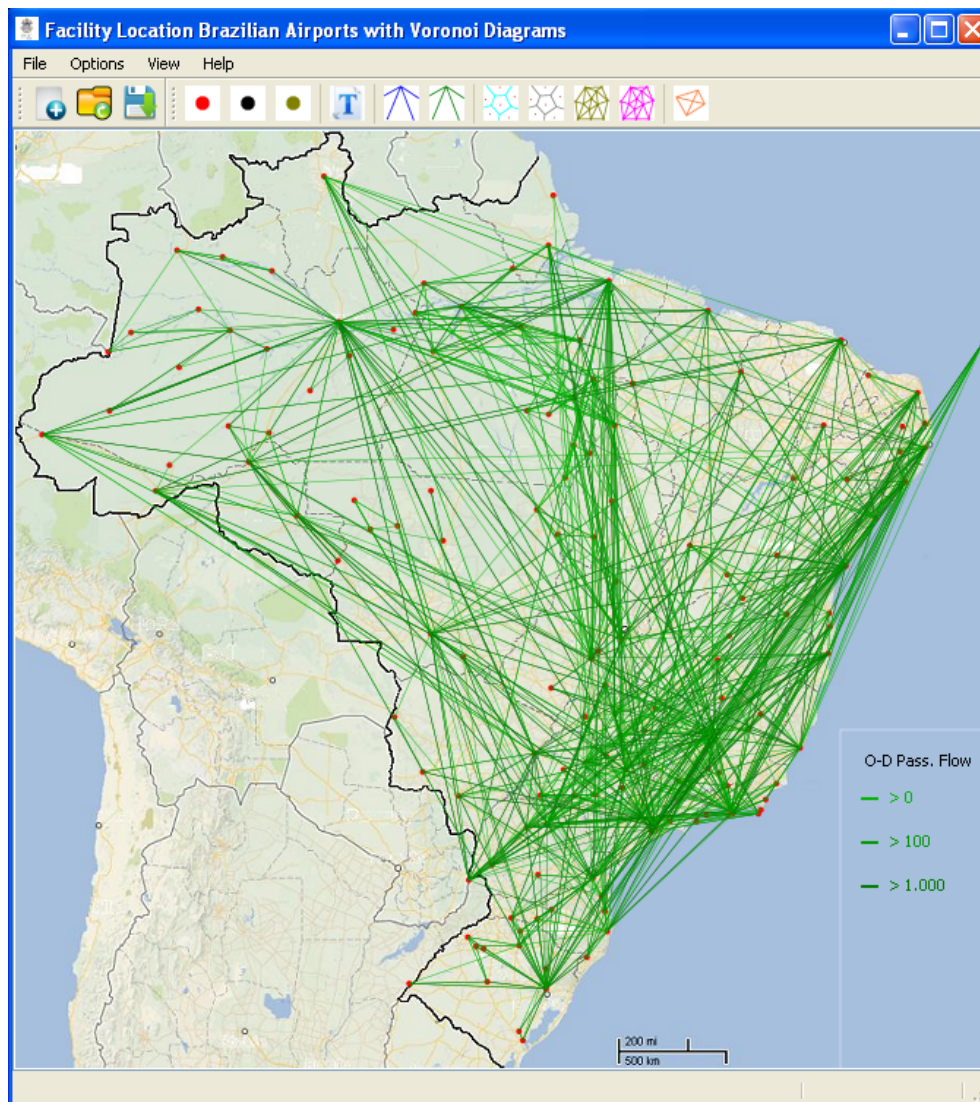 Facility Location Brazilian Airports with Voronoi Diagrams
File Options View Help
T
O-D Pass. Flow
> 0
> 100
> 1.000
200 mi
500 km